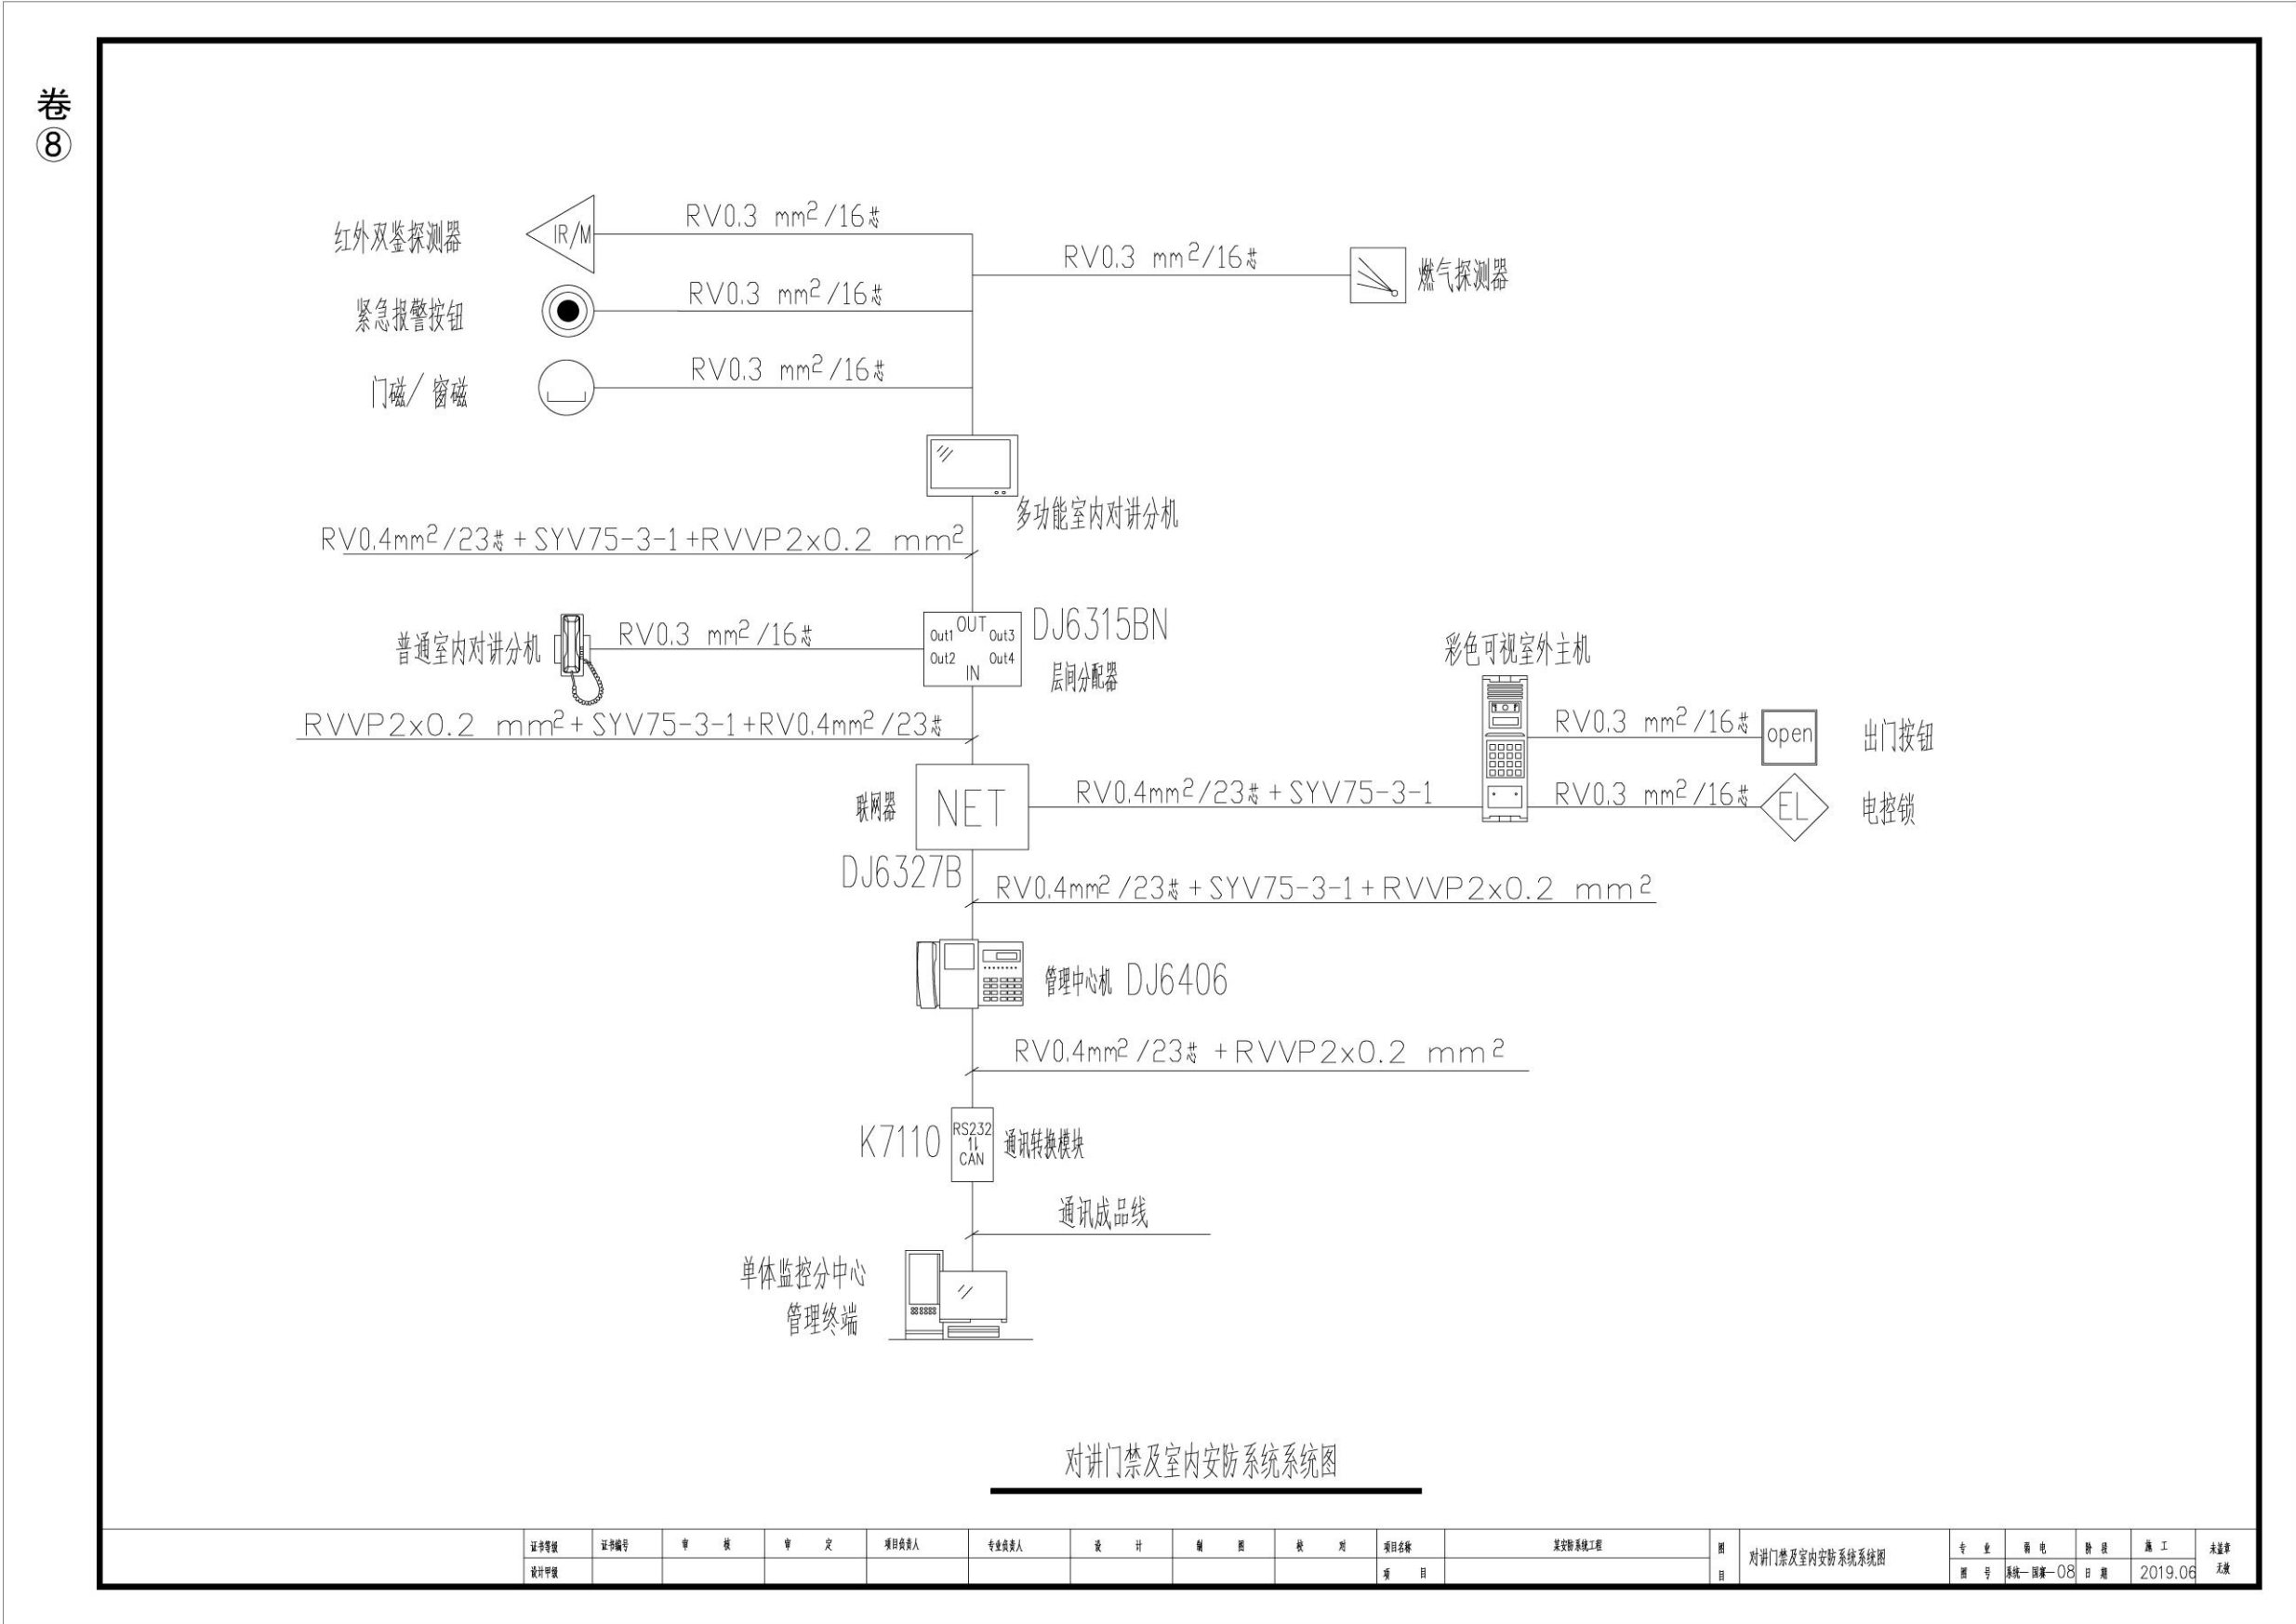 卷
⑧
红外双鉴探测器
IR/M
RV0.3 mm²/16芯
RV0.3 mm²/16芯
燃气探测器
紧急报警按钮
RV0.3 mm²/16芯
门磁/ 窗磁
RV0.3 mm²/16芯
多功能室内对讲分机
RV0.4mm²/23芯+SYV75-3-1+RVVP2x0.2 mm²
普通室内对讲分机
RV0.3 mm²/16芯
OUT
Out1 Out3
Out2 Out4
IN
DJ6315BN
层间分配器
彩色可视室外主机
RVVP2x0.2 mm²+SYV75-3-1+RV0.4mm²/23芯
RV0.3 mm²/16芯
open
出门按钮
联网器
NET
RV0.4mm²/23芯+SYV75-3-1
RV0.3 mm²/16芯
EL
电控锁
DJ6327B
RV0.4mm²/23芯+SYV75-3-1+RVVP2x0.2 mm²
管理中心机 DJ6406
RV0.4mm²/23芯 +RVVP2x0.2 mm²
K7110
RS232
CAN
通讯转换模块
通讯成品线
单体监控分中心
管理终端
对讲门禁及室内安防系统系统图
证书等级 证书编号 审 核 审 定 项目负责人 专业负责人 设 计 制 图 校 对 项目名称 某安防系统工程 图 对讲门禁及室内安防系统系统图 专 业 弱 电 阶 段 施 工 未盖章
设计甲级 项 目 目 图 号 系统—国赛—08 日 期 2019.06 无效